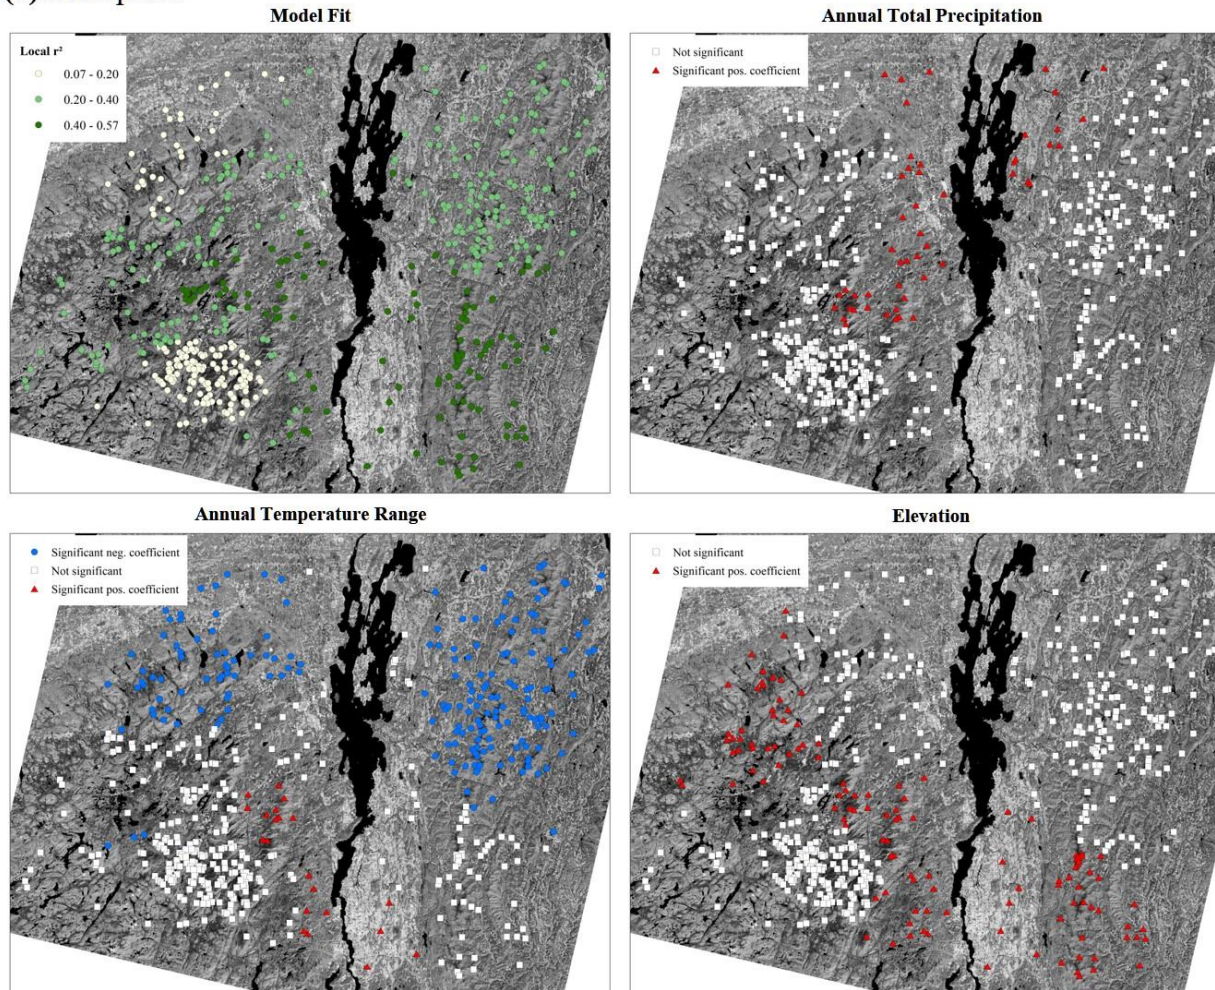 Model Fit
Annual Total Precipitation
Local r²
0.07 - 0.20
0.20 - 0.40
0.40 - 0.57
Not significant
Significant pos. coefficient
Annual Temperature Range
Elevation
Significant neg. coefficient
Not significant
Significant pos. coefficient
Not significant
Significant pos. coefficient